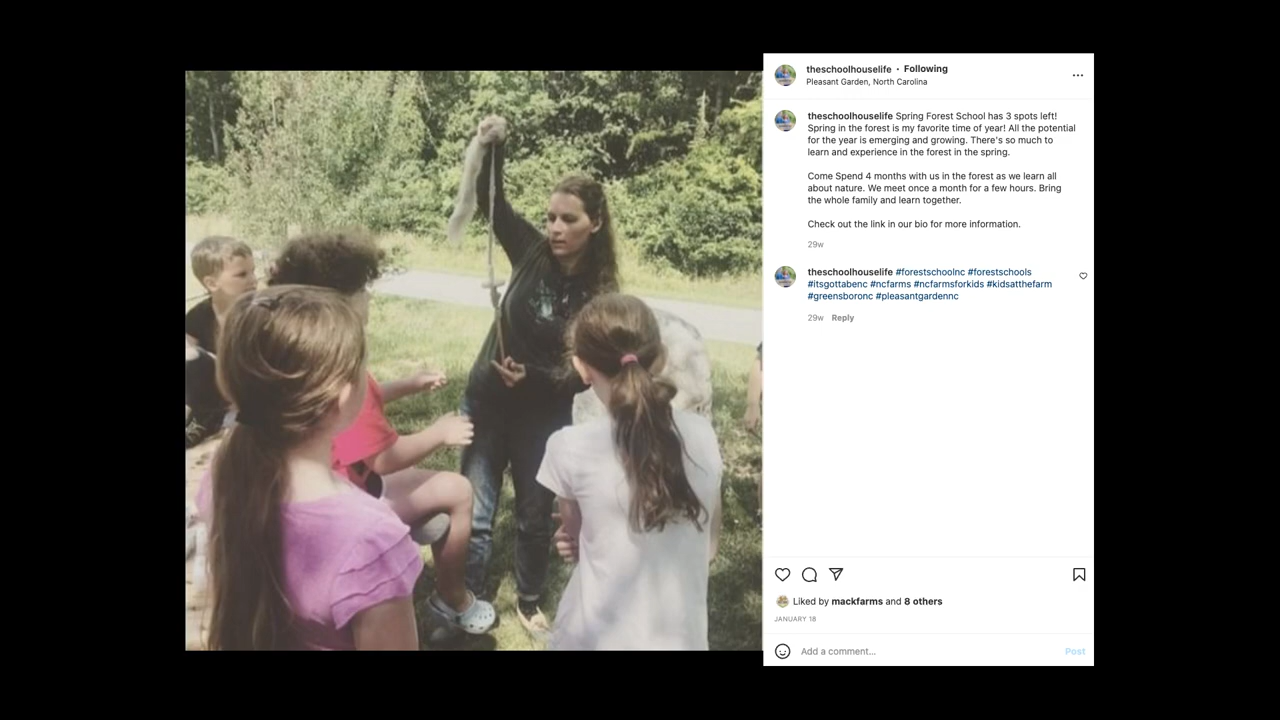 theschoolhouselife • Following
Pleasant Garden, North Carolina
theschoolhouselife Spring Forest School has 3 spots left!
Spring in the forest is my favorite time of year! All the potential
for the year is emerging and growing. There's so much to
learn and experience in the forest in the spring.
Come Spend 4 months with us in the forest as we learn all
about nature. We meet once a month for a few hours. Bring
the whole family and learn together.
Check out the link in our bio for more information.
29w
theschoolhouselife #forestschoolnc #forestschools
#itsgottabenc #ncfarms #ncfarmsforkids #kidsatthefarm
#greensboronc #pleasantgardennc
29w Reply
Liked by mackfarms and 8 others
JANUARY 18
Add a comment...
Post